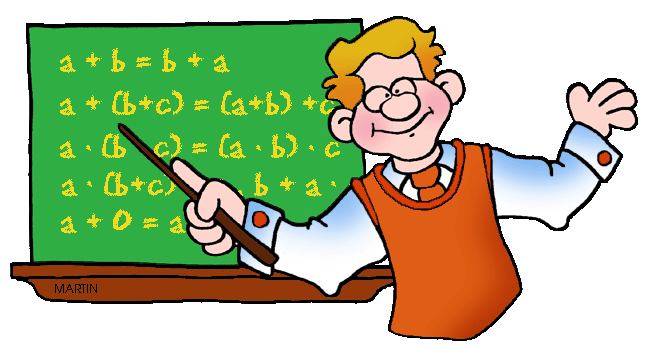 a + b = b + a
a + (b+c) = (a+b) + c
a · (b c) = (a · b) · c
a · (b+c) . b + a ·
a + 0 = a
MARTIN